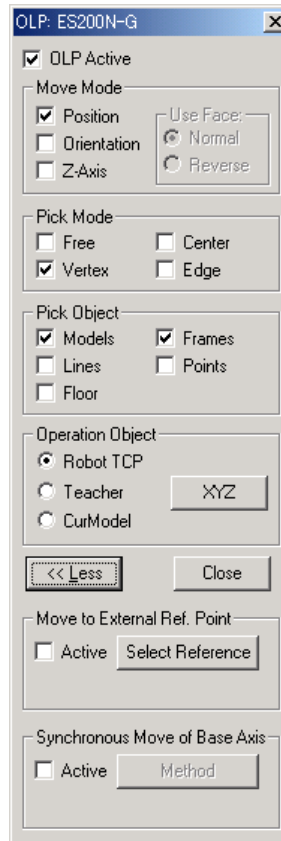 OLP: ES200N-G
OLP Active
Move Mode
Position
Use Face:
Orientation
Normal
Z-Axis
Reverse
Pick Mode
Free Center
Vertex Edge
Pick Object
Models Frames
Lines Points
Floor
Operation Object
Robot TCP
Teacher XYZ
CurModel
<< Less Close
Move to External Ref. Point
Active Select Reference
Synchronous Move of Base Axis
Active Method